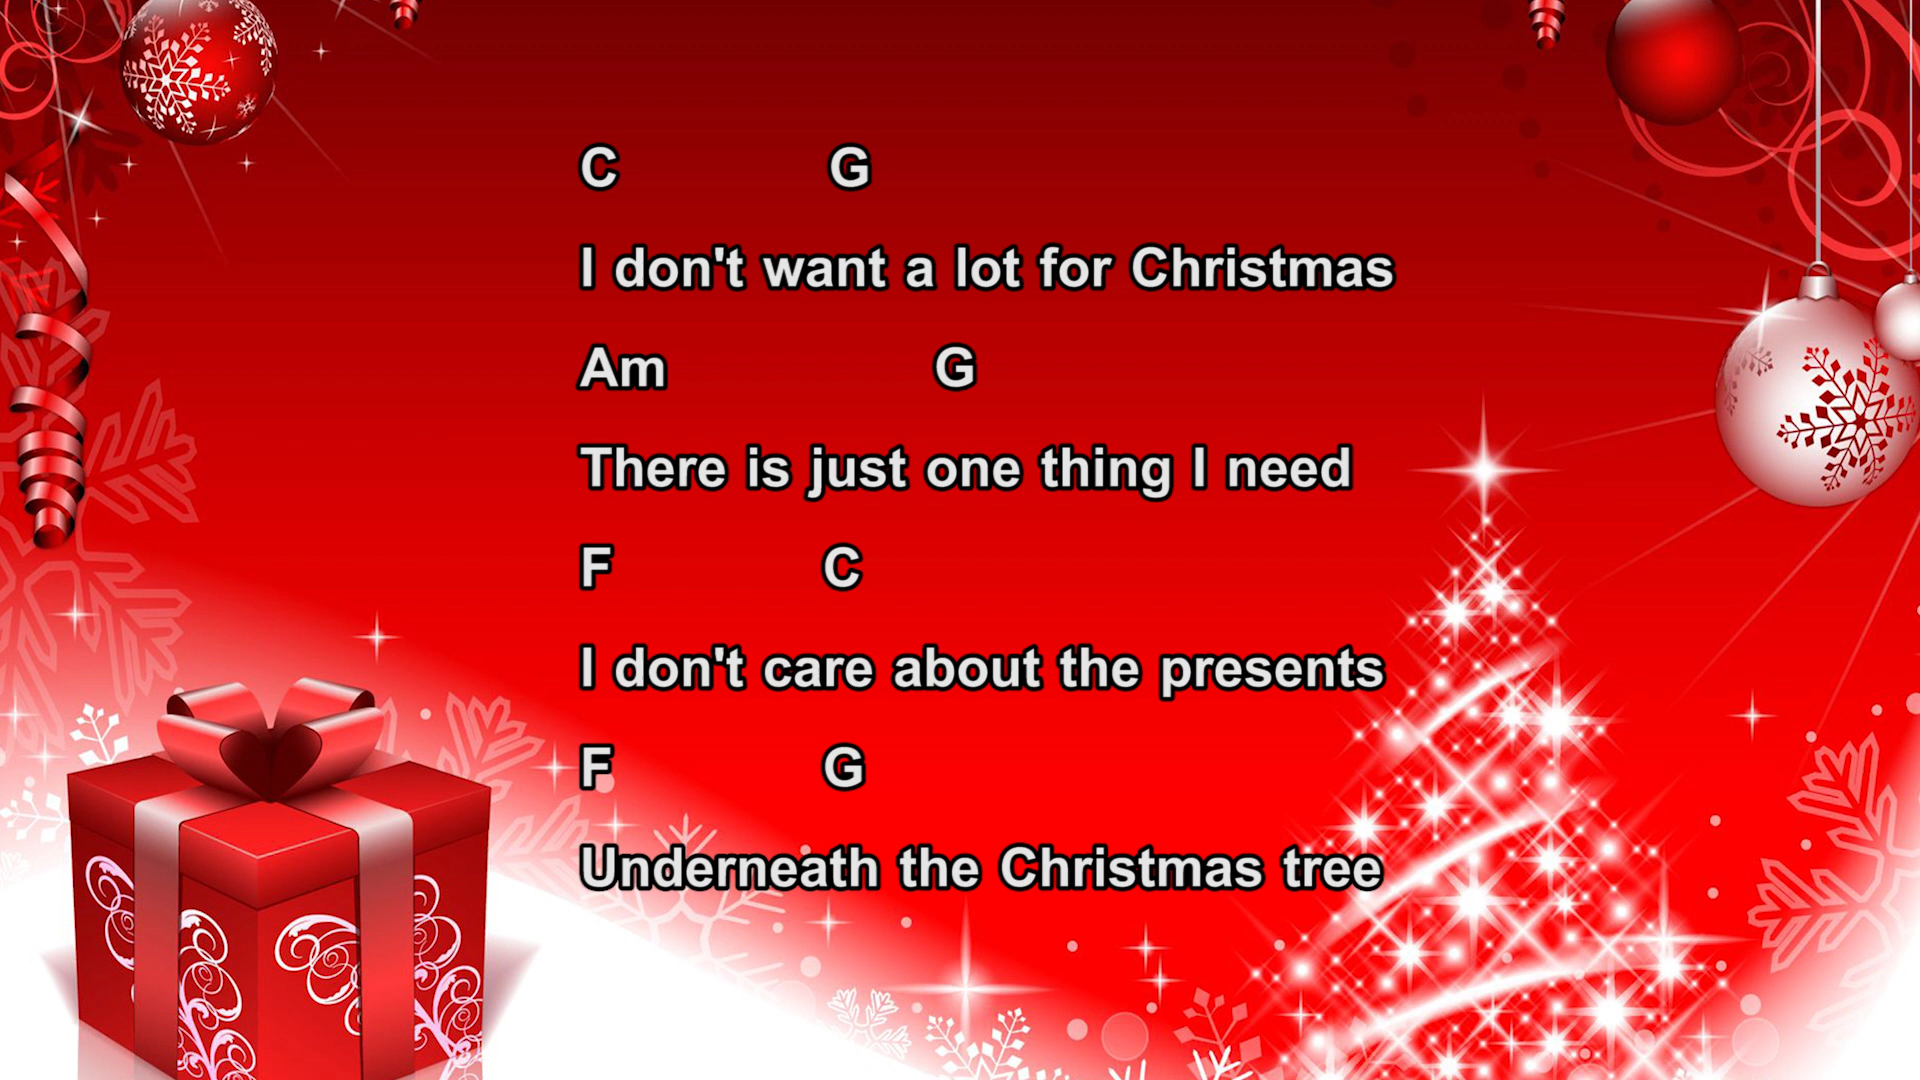 C G
I don't want a lot for Christmas
Am G
There is just one thing I need
F C
I don't care about the presents
F G
Underneath the Christmas tree